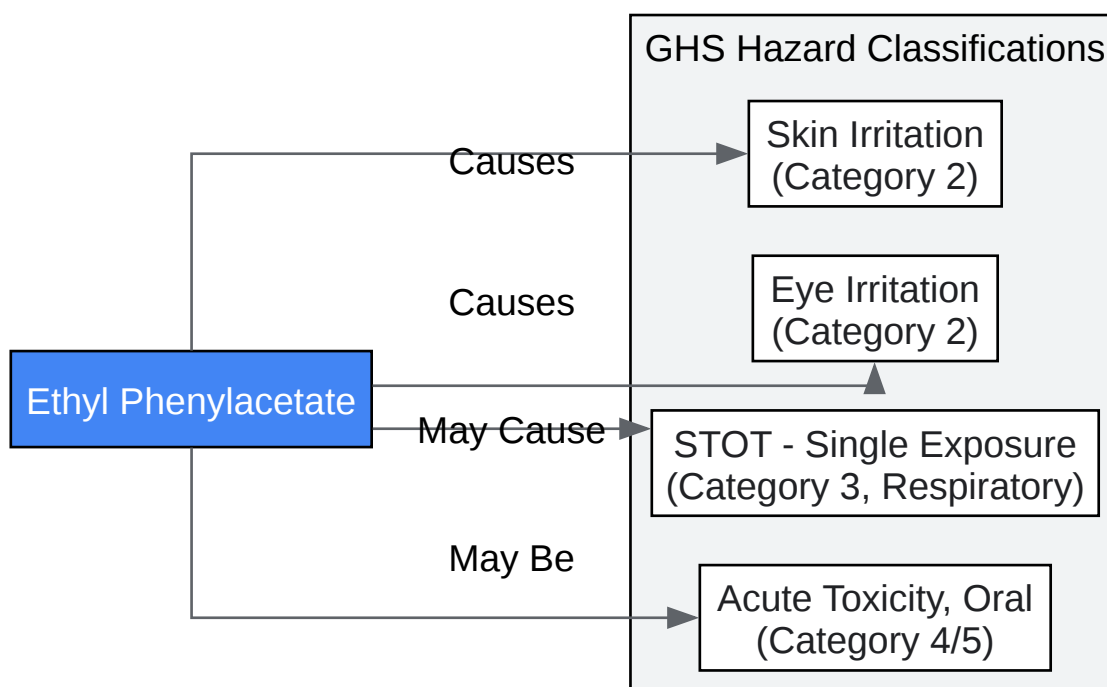 GHS Hazard Classifications
Causes
Skin Irritation
(Category 2)
Causes
Eye Irritation
(Category 2)
Ethyl Phenylacetate
May Cause
STOT - Single Exposure
(Category 3, Respiratory)
May Be
Acute Toxicity, Oral
(Category 4/5)